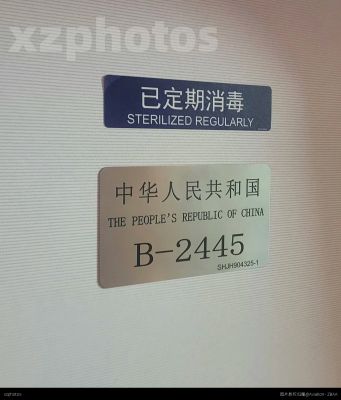 xzphotos
已定期消毒
STERILIZED REGULARLY
中华人民共和国
THE PEOPLE'S REPUBLIC OF CHINA
B-2445
SHJH904325-1
xzphotos